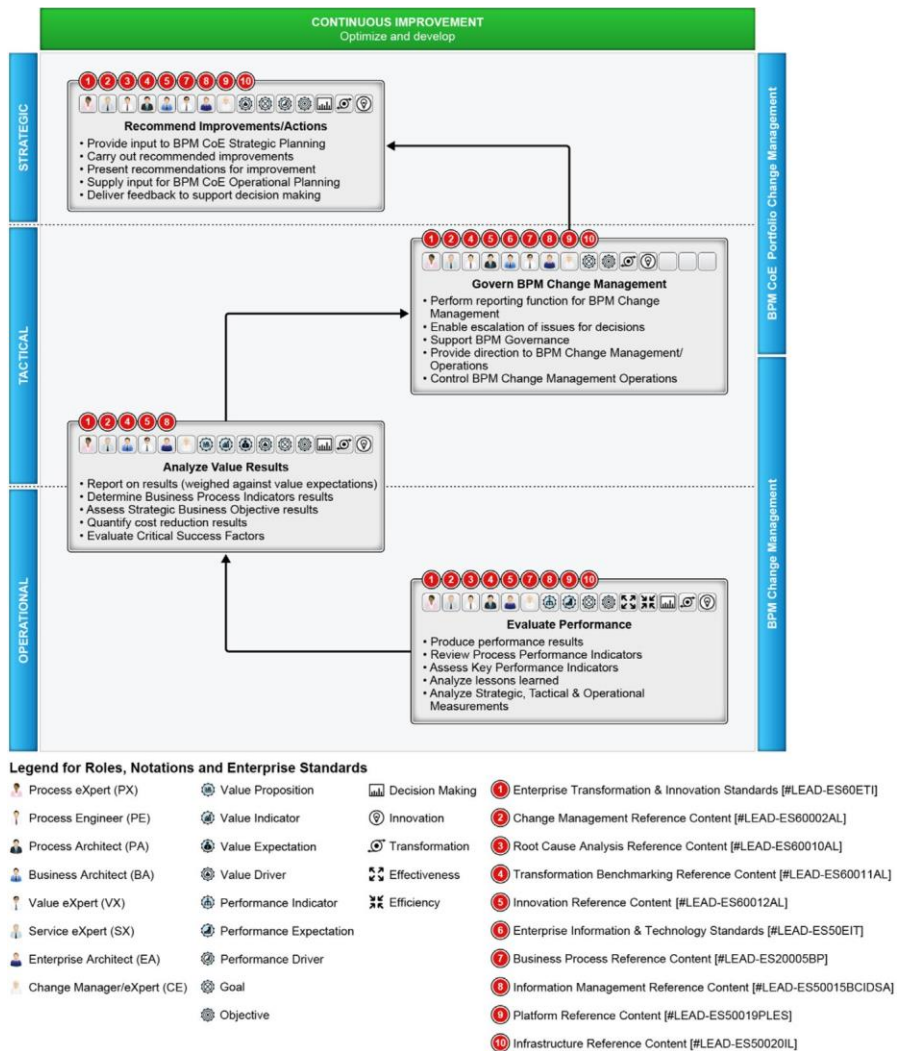 CONTINUOUS IMPROVEMENT
Optimize and develop
STRATEGIC
TACTICAL
OPERATIONAL
BPM CoE Portfolio Change Management
BPM Change Management
1 2 3 4 5 7 8 9 10
Recommend Improvements/Actions
• Provide input to BPM CoE Strategic Planning
• Carry out recommended improvements
• Present recommendations for improvement
• Supply input for BPM CoE Operational Planning
• Deliver feedback to support decision making
1 2 4 5 6 7 8 9 10
Govern BPM Change Management
• Perform reporting function for BPM Change
Management
• Enable escalation of issues for decisions
• Support BPM Governance
• Provide direction to BPM Change Management/
Operations
• Control BPM Change Management Operations
1 2 4 5 8
Analyze Value Results
• Report on results (weighed against value expectations)
• Determine Business Process Indicators results
• Assess Strategic Business Objective results
• Quantify cost reduction results
• Evaluate Critical Success Factors
1 2 3 4 5 7 8 9 10
Evaluate Performance
• Produce performance results
• Review Process Performance Indicators
• Assess Key Performance Indicators
• Analyze lessons learned
• Analyze Strategic, Tactical & Operational
Measurements
Legend for Roles, Notations and Enterprise Standards
Process eXpert (PX)
Process Engineer (PE)
Process Architect (PA)
Business Architect (BA)
Value eXpert (VX)
Service eXpert (SX)
Enterprise Architect (EA)
Change Manager/eXpert (CE)
Value Proposition
Value Indicator
Value Expectation
Value Driver
Performance Indicator
Performance Expectation
Performance Driver
Goal
Objective
Decision Making
Innovation
Transformation
Effectiveness
Efficiency
1 Enterprise Transformation & Innovation Standards [#LEAD-ES60ETI]
2 Change Management Reference Content [#LEAD-ES60002AL]
3 Root Cause Analysis Reference Content [#LEAD-ES60010AL]
4 Transformation Benchmarking Reference Content [#LEAD-ES60011AL]
5 Innovation Reference Content [#LEAD-ES60012AL]
6 Enterprise Information & Technology Standards [#LEAD-ES50EIT]
7 Business Process Reference Content [#LEAD-ES20005BP]
8 Information Management Reference Content [#LEAD-ES50015BCIDSA]
9 Platform Reference Content [#LEAD-ES50019PLES]
10 Infrastructure Reference Content [#LEAD-ES50020IL]